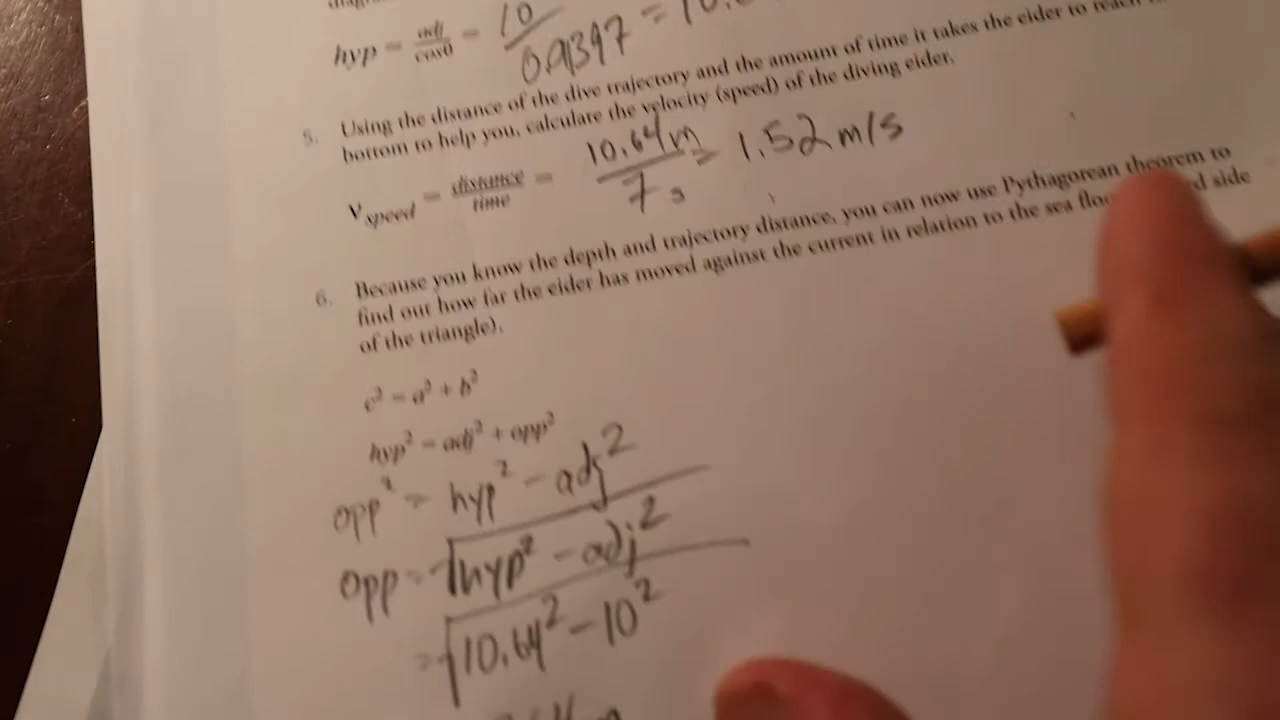 hyp = adj/cosθ = 10/0.9397 = 10.
5. Using the distance of the dive trajectory and the amount of time it takes the eider to reach
bottom to help you, calculate the velocity (speed) of the diving eider.
Vspeed = distance/time = 10.64m/7s = 1.52 m/s
6. Because you know the depth and trajectory distance, you can now use Pythagorean theorem to
find out how far the eider has moved against the current in relation to the sea side
of the triangle).
c² = a² + b²
hyp² = adj² + opp²
opp² = hyp² - adj²
opp = √hyp² - adj²
= √10.64² - 10²